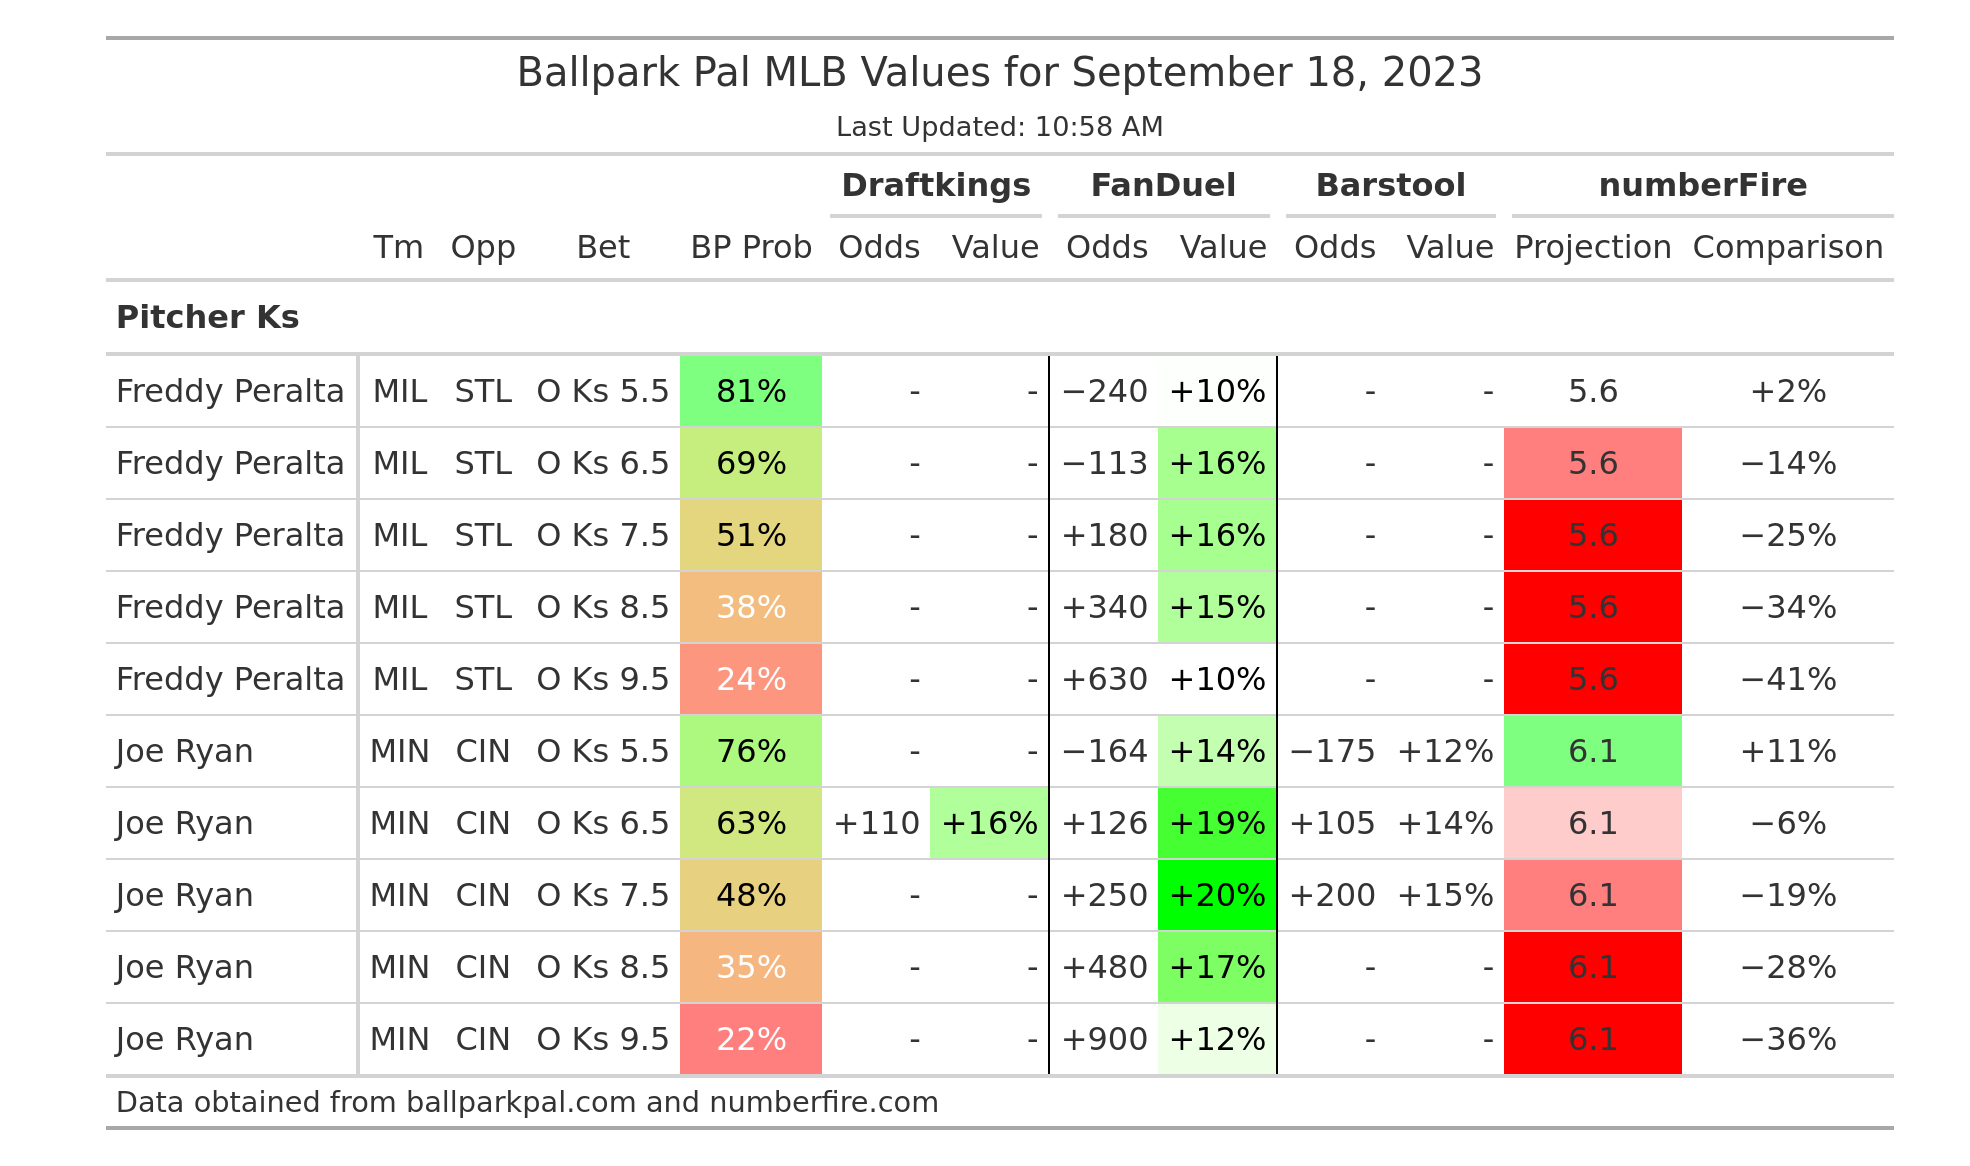 Ballpark Pal MLB Values for September 18, 2023
Last Updated: 10:58 AM
Draftkings FanDuel Barstool numberFire
Tm Opp Bet BP Prob Odds Value Odds Value Odds Value Projection Comparison
Pitcher Ks
Freddy Peralta MIL STL O Ks 5.5 81% - - −240 +10% - - 5.6 +2%
Freddy Peralta MIL STL O Ks 6.5 69% - - −113 +16% - - 5.6 −14%
Freddy Peralta MIL STL O Ks 7.5 51% - - +180 +16% - - 5.6 −25%
Freddy Peralta MIL STL O Ks 8.5 38% - - +340 +15% - - 5.6 −34%
Freddy Peralta MIL STL O Ks 9.5 24% - - +630 +10% - - 5.6 −41%
Joe Ryan MIN CIN O Ks 5.5 76% - - −164 +14% −175 +12% 6.1 +11%
Joe Ryan MIN CIN O Ks 6.5 63% +110 +16% +126 +19% +105 +14% 6.1 −6%
Joe Ryan MIN CIN O Ks 7.5 48% - - +250 +20% +200 +15% 6.1 −19%
Joe Ryan MIN CIN O Ks 8.5 35% - - +480 +17% - - 6.1 −28%
Joe Ryan MIN CIN O Ks 9.5 22% - - +900 +12% - - 6.1 −36%
Data obtained from ballparkpal.com and numberfire.com